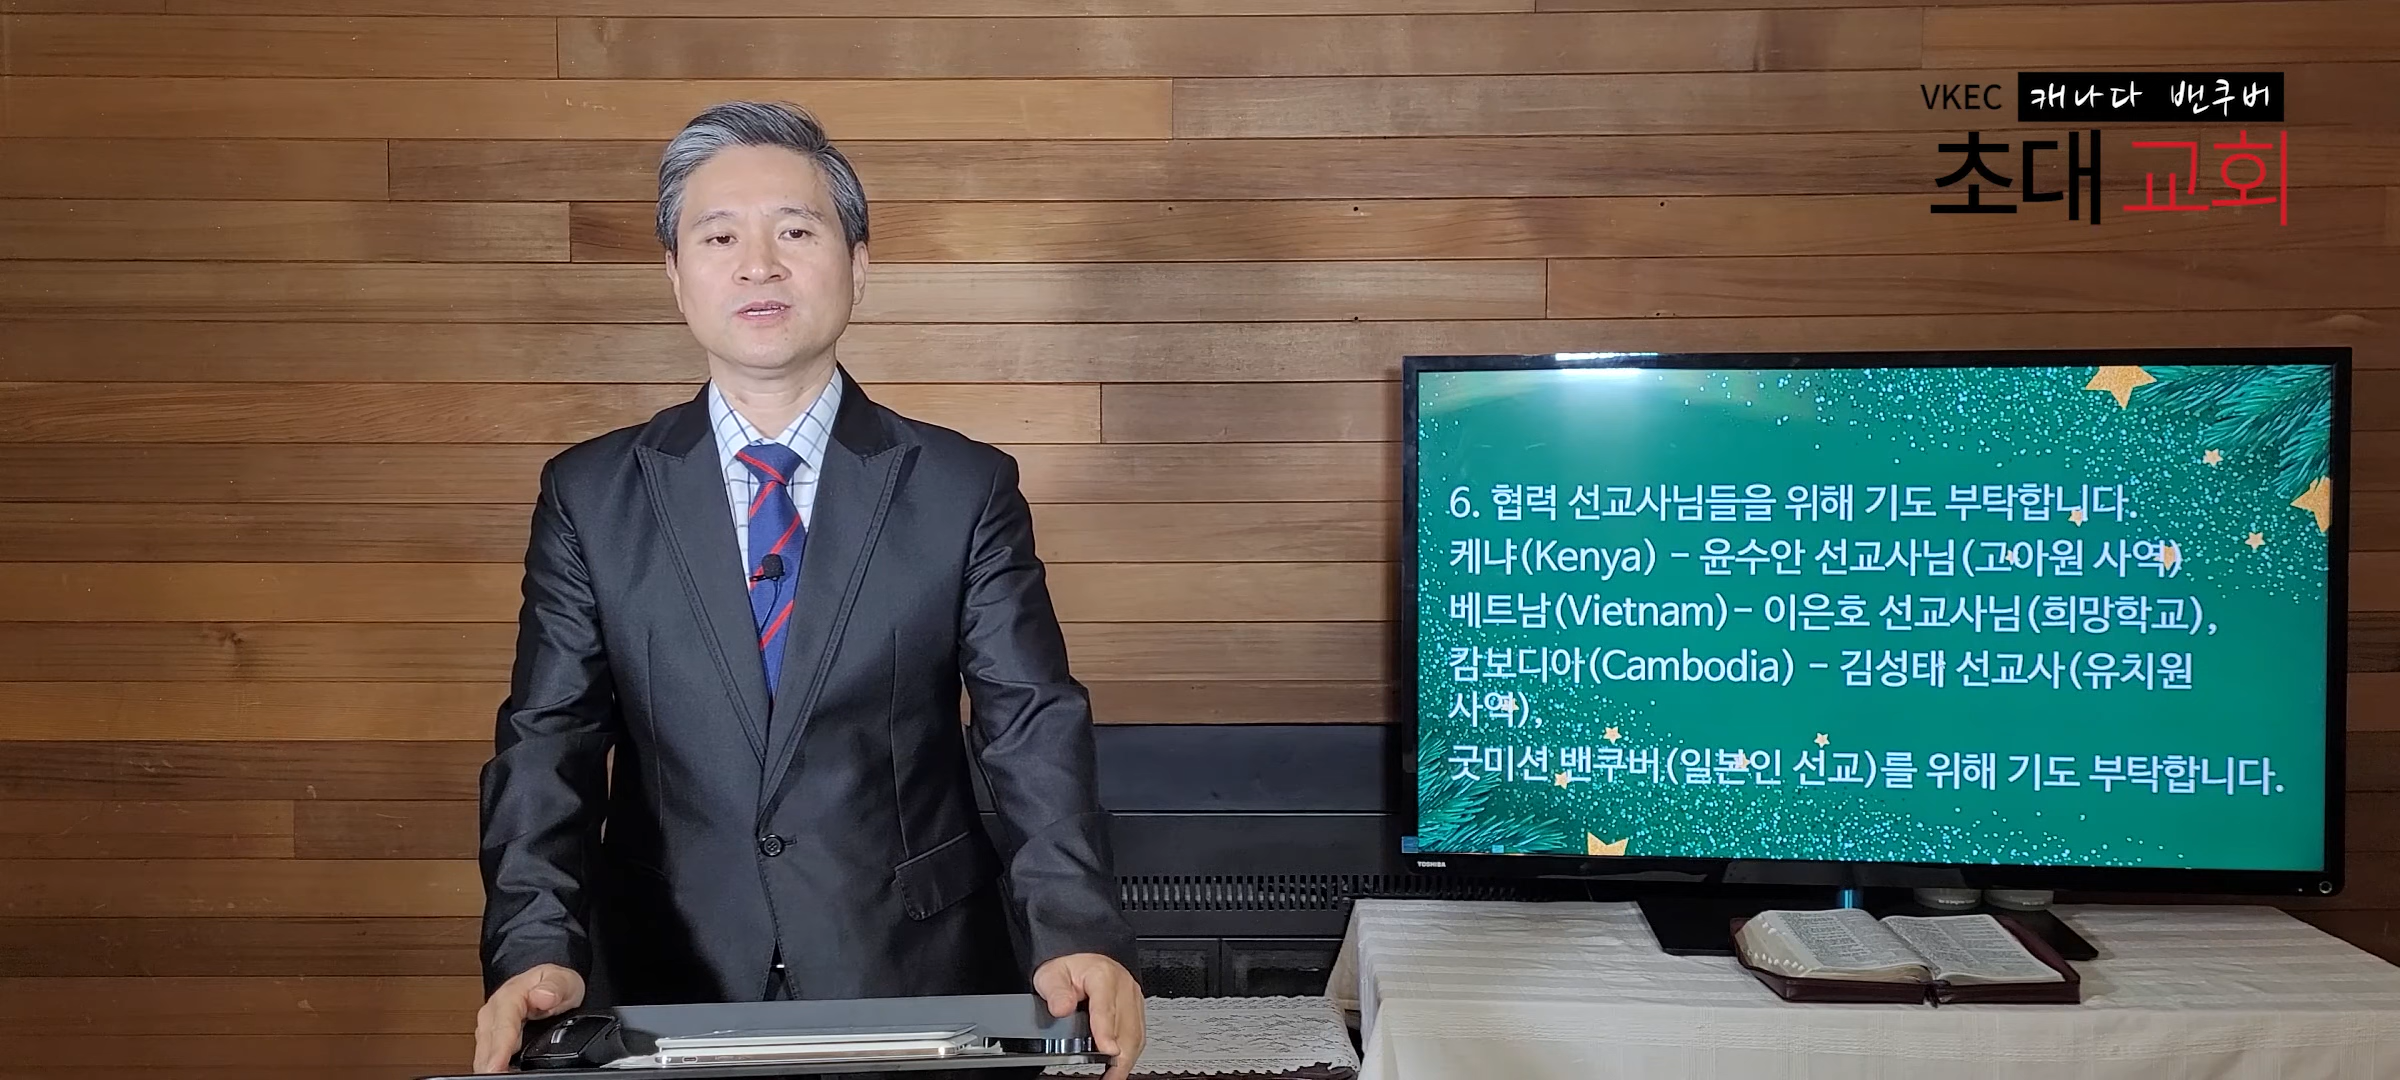 VKEC 캐나다 밴쿠버
초대교회
6. 협력 선교사님들을 위해 기도 부탁합니다.
케냐(Kenya) - 윤수안 선교사님(고아원 사역)
베트남(Vietnam)- 이은호 선교사님(희망학교),
캄보디아(Cambodia) - 김성태 선교사(유치원
사역),
굿미션 밴쿠버(일본인 선교)를 위해 기도 부탁합니다.
TOSHIBA